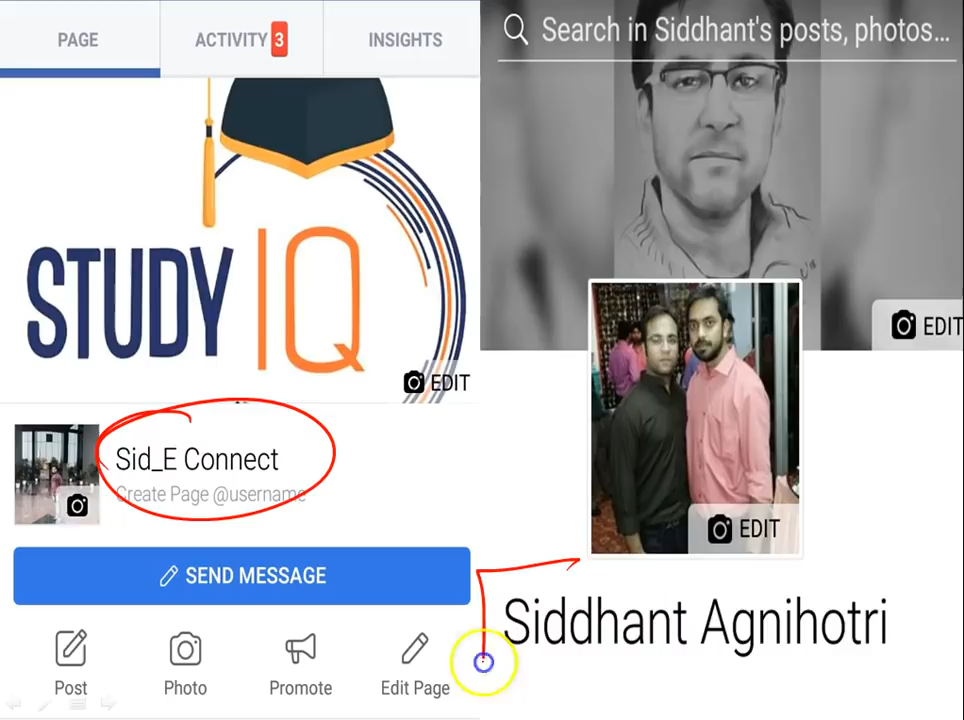 PAGE
ACTIVITY 3
INSIGHTS
STUDY IQ
EDIT
Sid_E Connect
Create Page @username
SEND MESSAGE
Post
Photo
Promote
Edit Page
Search in Siddhant's posts, photos...
EDIT
EDIT
Siddhant Agnihotri